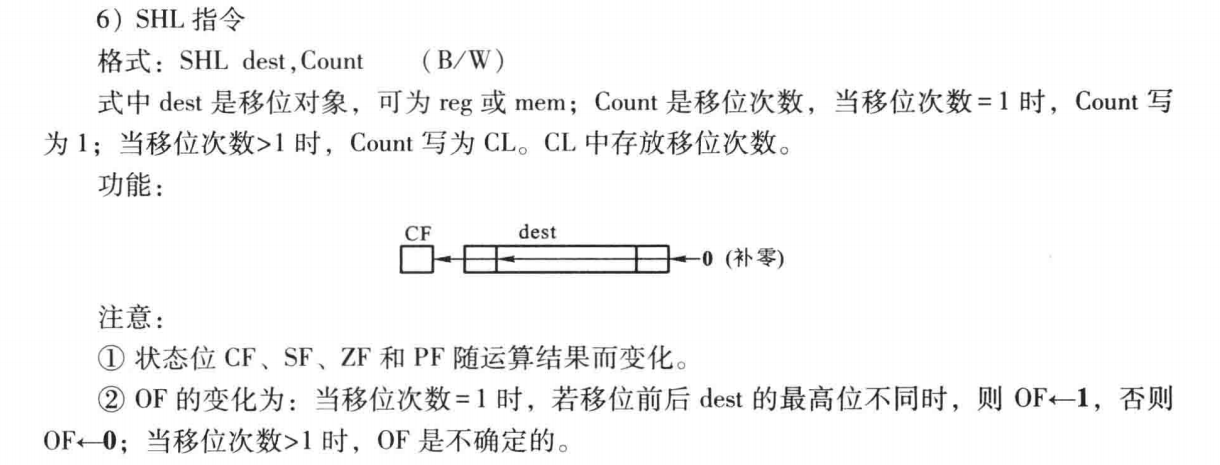 6）SHL 指令
格式：SHL dest,Count （B/W）
式中 dest 是移位对象，可为 reg 或 mem；Count 是移位次数，当移位次数=1 时，Count 写
为 1；当移位次数>1 时，Count 写为 CL。CL 中存放移位次数。
功能：
CF dest
0 (补零)
注意：
① 状态位 CF、SF、ZF 和 PF 随运算结果而变化。
② OF 的变化为：当移位次数=1 时，若移位前后 dest 的最高位不同时，则 OF←1，否则
OF←0；当移位次数>1 时，OF 是不确定的。